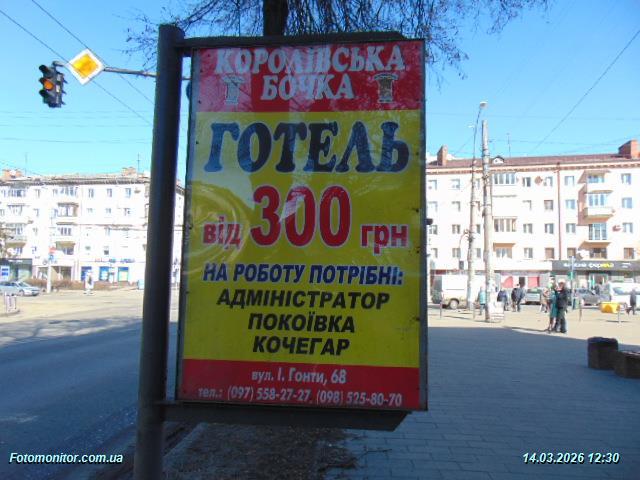 КОРОЛІВСЬКА
БОЧКА
ГОТЕЛЬ
від 300 грн
НА РОБОТУ ПОТРІБНІ:
АДМІНІСТРАТОР
ПОКОЇВКА
КОЧЕГАР
вул. І. Гонти, 68
тел.: (097) 558-27-27, (098) 525-80-70
Fotomonitor.com.ua
14.03.2026 12:30